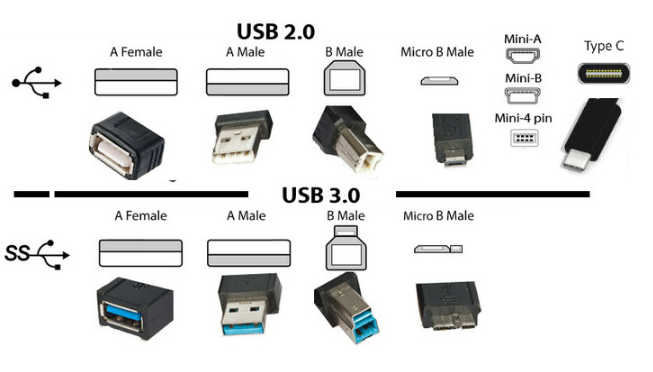 USB 2.0
A Female
A Male
B Male
Micro B Male
Mini-A
Mini-B
Mini-4 pin
Type C
USB 3.0
A Female
A Male
B Male
Micro B Male
SS